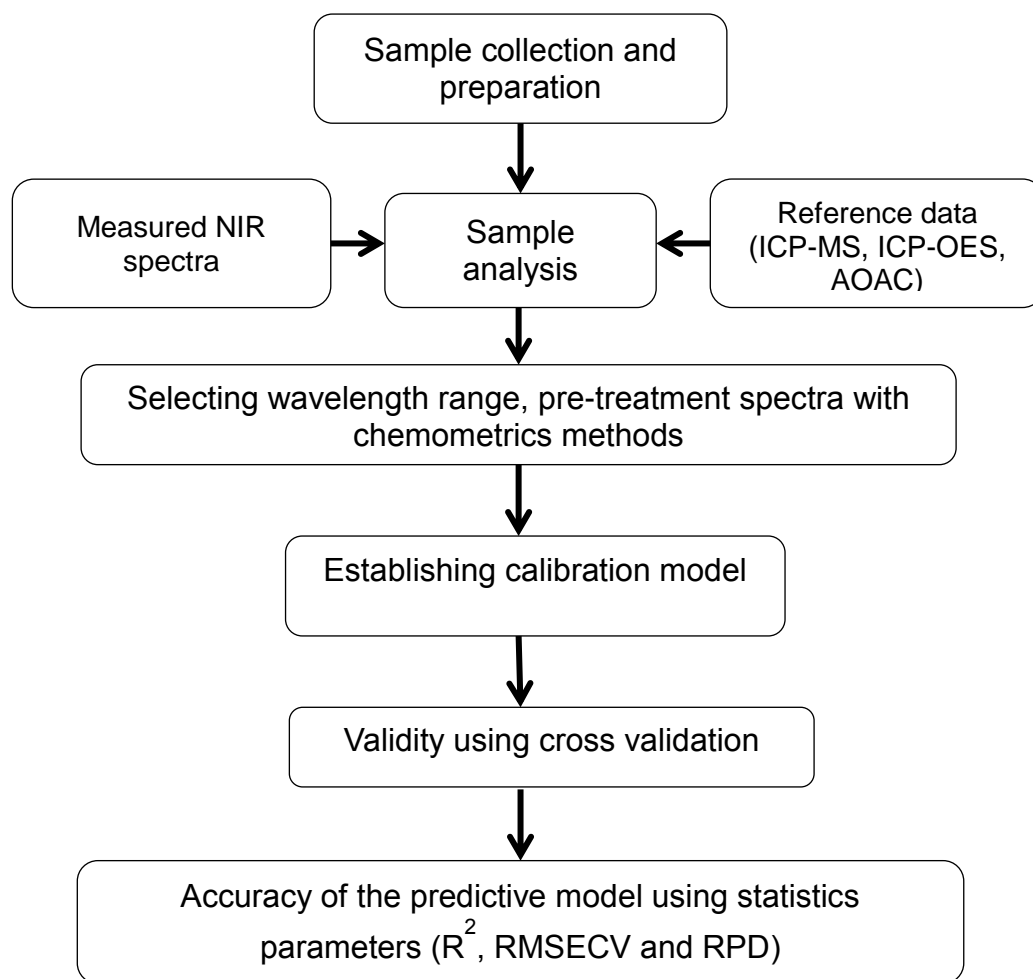 Sample collection and
preparation
Measured NIR
spectra
Sample
analysis
Reference data
(ICP-MS, ICP-OES,
AOAC)
Selecting wavelength range, pre-treatment spectra with
chemometrics methods
Establishing calibration model
Validity using cross validation
Accuracy of the predictive model using statistics
parameters (R², RMSECV and RPD)